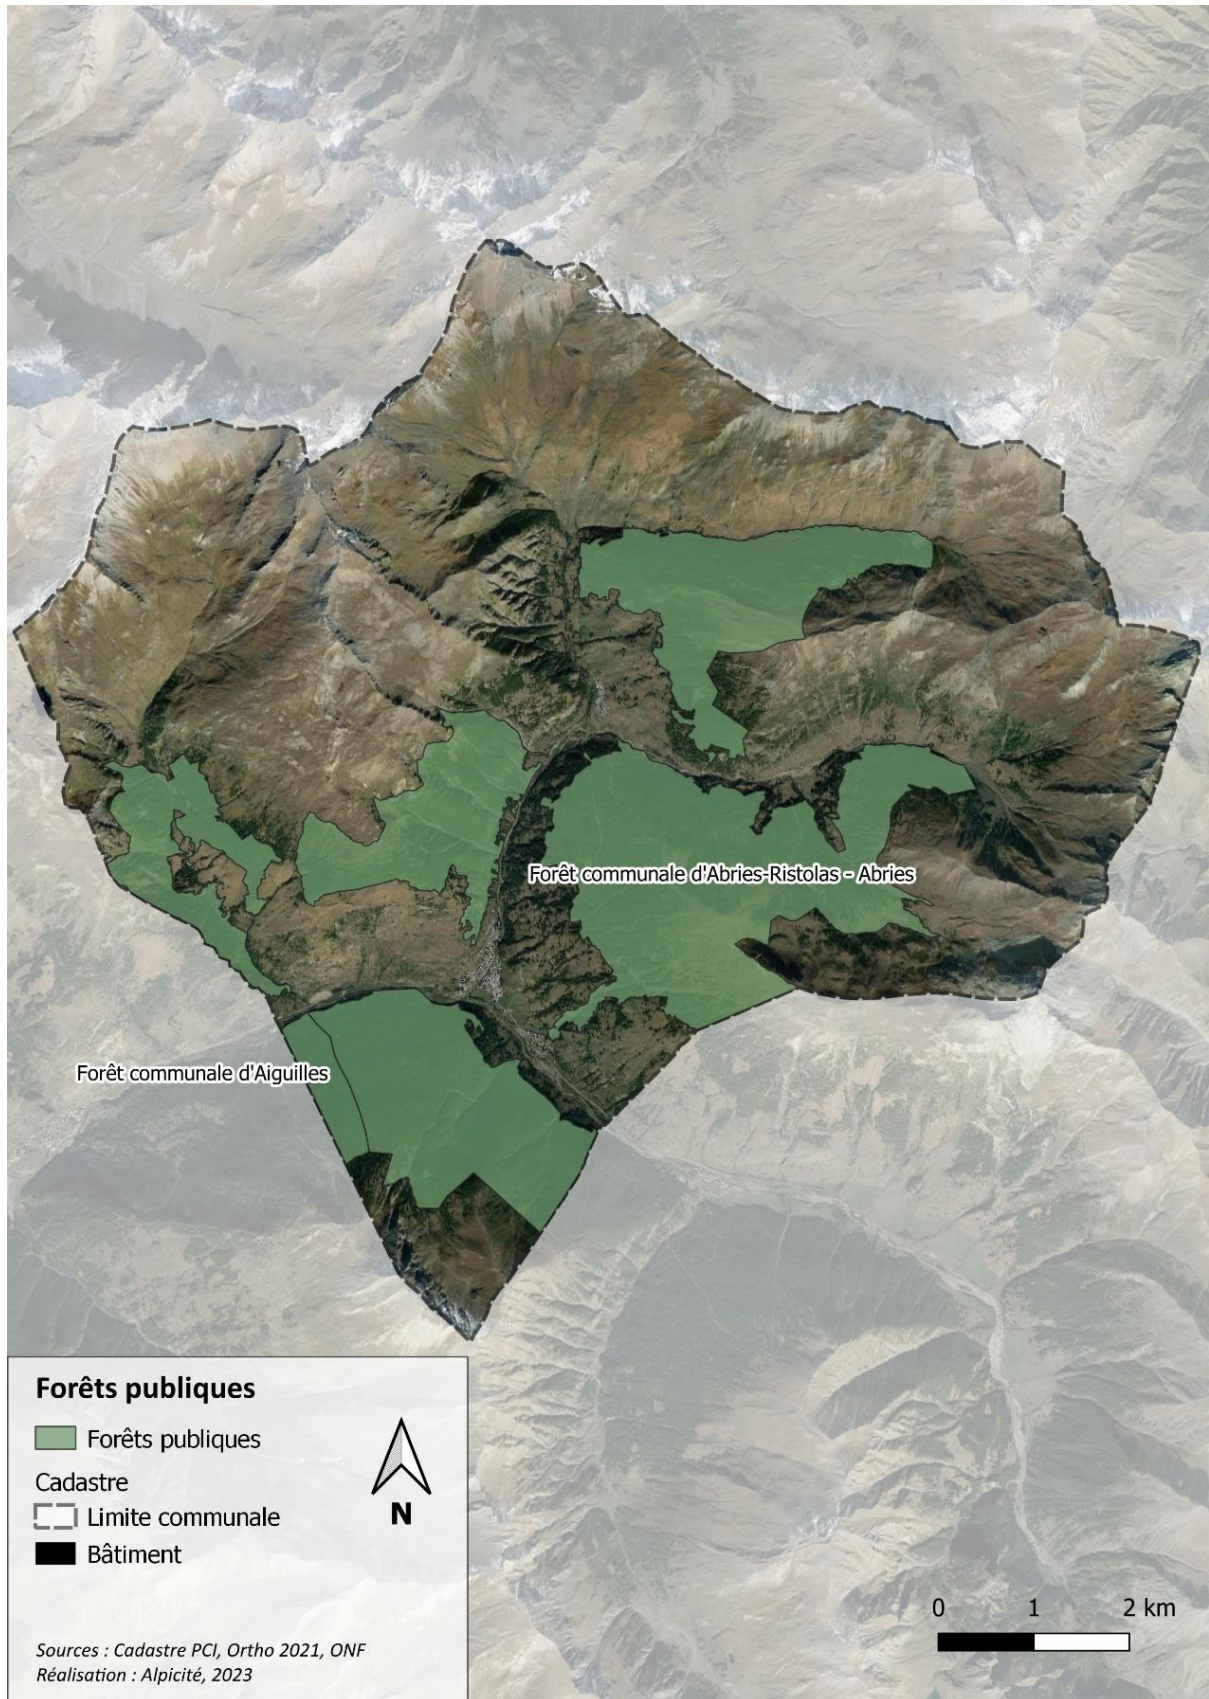 Forêt communale d'Abries-Ristolas - Abries
Forêt communale d'Aiguilles
Forêts publiques
Forêts publiques
Cadastre
Limite communale
Bâtiment
N
Sources : Cadastre PCI, Ortho 2021, ONF
Réalisation : Alpicité, 2023
0 1 2 km